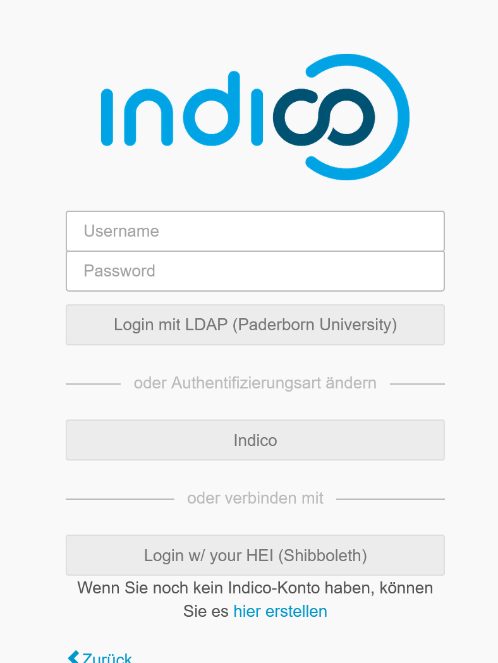 indico
Username
Password
Login mit LDAP (Paderborn University)
oder Authentifizierungsart ändern
Indico
oder verbinden mit
Login w/ your HEI (Shibboleth)
Wenn Sie noch kein Indico-Konto haben, können
Sie es hier erstellen
Zurück